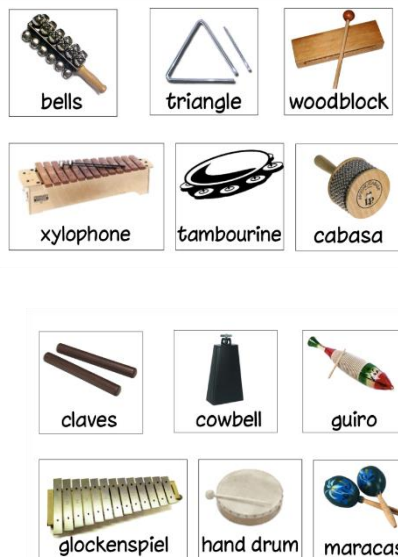 bells triangle woodblock
xylophone tambourine cabasa
claves cowbell guiro
glockenspiel hand drum maracas